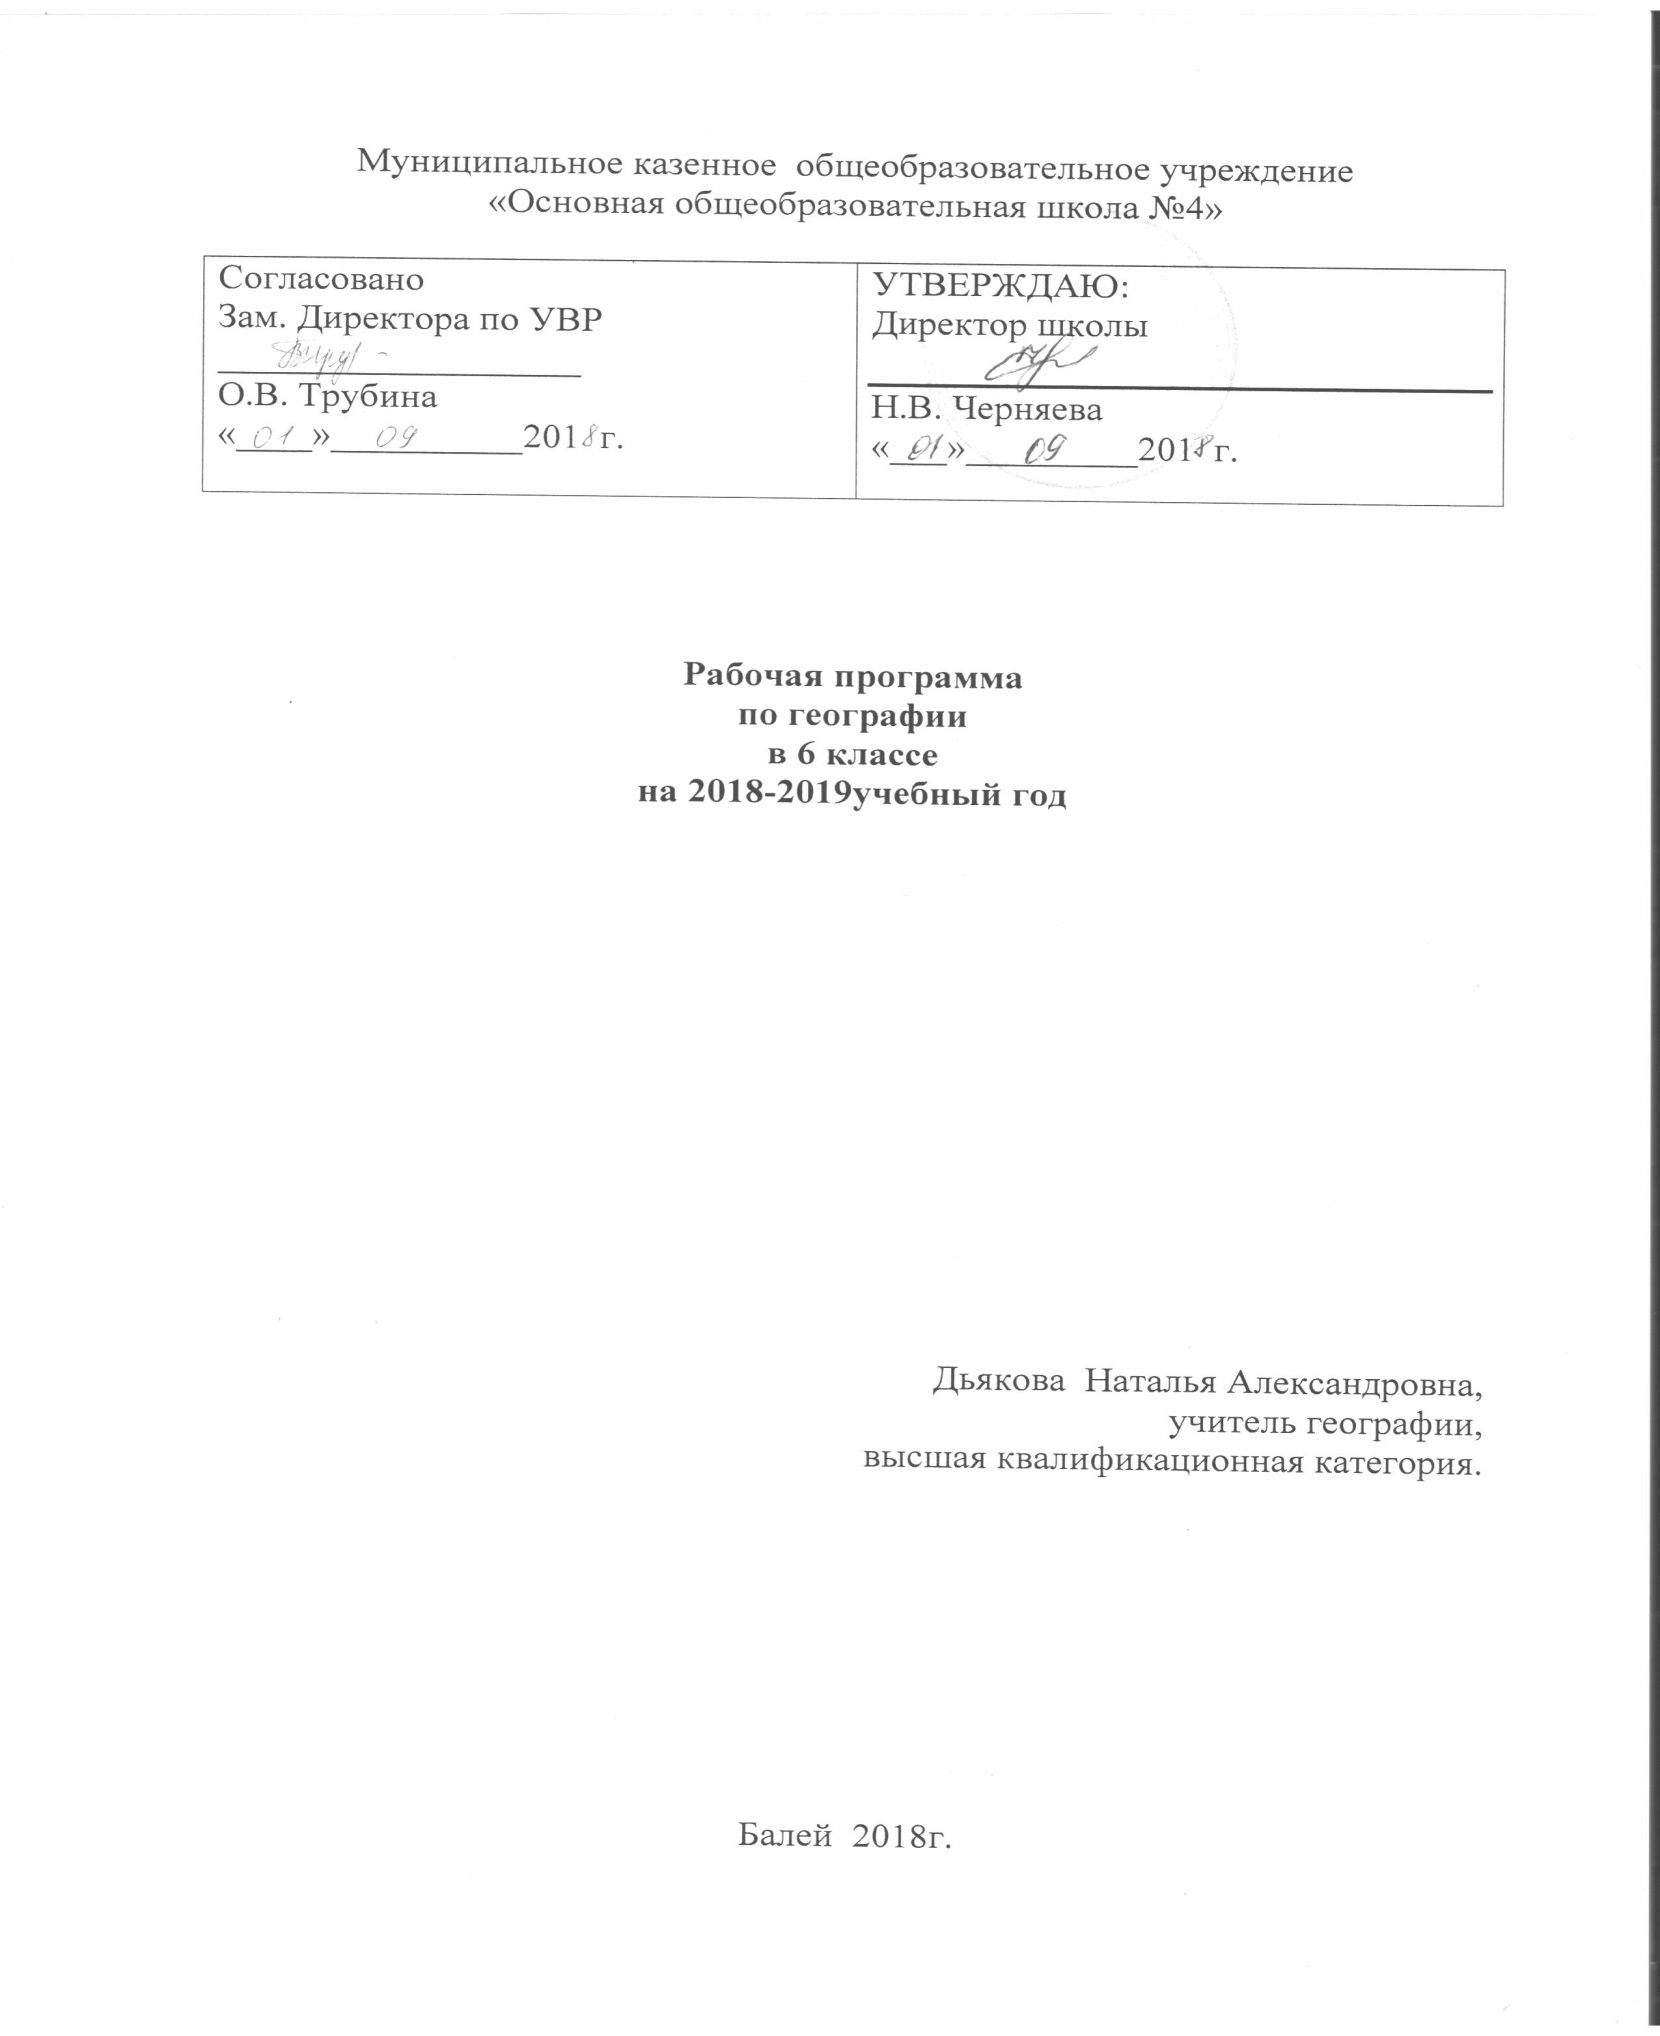 Муниципальное казенное общеобразовательное учреждение
«Основная общеобразовательная школа №4»
Согласовано
Зам. Директора по УВР
О.В. Трубина
«01» 09 2018г.
УТВЕРЖДАЮ:
Директор школы
Н.В. Черняева
«01» 09 2018г.
Рабочая программа
по географии
в 6 классе
на 2018-2019учебный год
Дьякова Наталья Александровна,
учитель географии,
высшая квалификационная категория.
Балей 2018г.